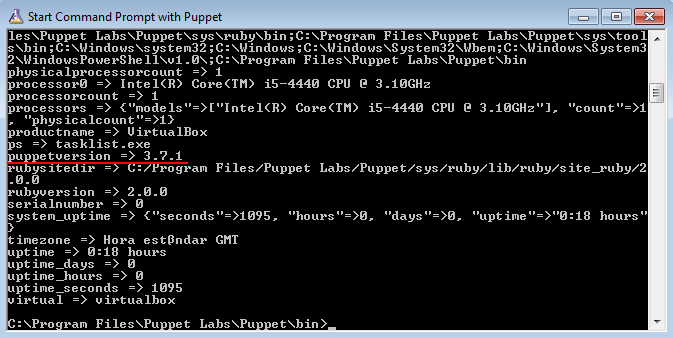 Start Command Prompt with Puppet
les\Puppet Labs\Puppet\sys\ruby\bin;C:\Program Files\Puppet Labs\Puppet\sys\tool
s\bin;C:\Windows\system32;C:\Windows;C:\Windows\System32\Wbem;C:\Windows\System3
2\WindowsPowerShell\v1.0\;C:\Program Files\Puppet Labs\Puppet\bin
physicalprocessorcount => 1
processor0 => Intel(R) Core(TM) i5-4440 CPU @ 3.10GHz
processorcount => 1
processors => {"models"=>["Intel(R) Core(TM) i5-4440 CPU @ 3.10GHz"], "count"=>1
, "physicalcount"=>1}
productname => VirtualBox
ps => tasklist.exe
puppetversion => 3.7.1
rubysitedir => C:/Program Files/Puppet Labs/Puppet/sys/ruby/lib/ruby/site_ruby/2
.0.0
rubyversion => 2.0.0
serialnumber => 0
system_uptime => {"seconds"=>1095, "hours"=>0, "days"=>0, "uptime"=>"0:18 hours"
}
timezone => Hora estßndar GMT
uptime => 0:18 hours
uptime_days => 0
uptime_hours => 0
uptime_seconds => 1095
virtual => virtualbox
C:\Program Files\Puppet Labs\Puppet\bin>_